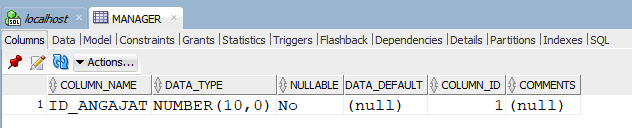 SQL localhost MANAGER
Columns Data Model Constraints Grants Statistics Triggers Flashback Dependencies Details Partitions Indexes SQL
Actions...
COLUMN_NAME DATA_TYPE NULLABLE DATA_DEFAULT COLUMN_ID COMMENTS
1 ID_ANGAJAT NUMBER(10,0) No (null) 1 (null)